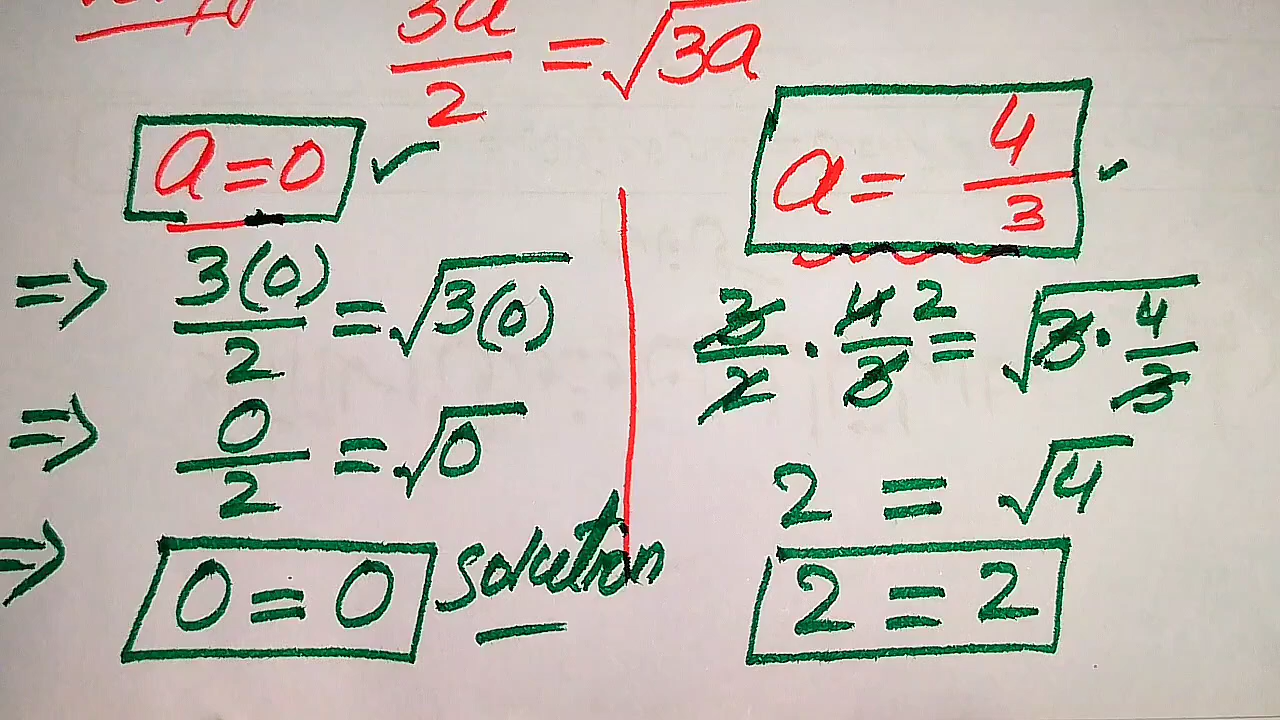 3a/2 = √3a
a = 0 ✓
⇒ 3(0)/2 = √3(0)
⇒ 0/2 = √0
⇒ 0 = 0 solution
a = 4/3 ✓
3/2 · 4/3 2 = √3 · 4/3
2 = √4
2 = 2